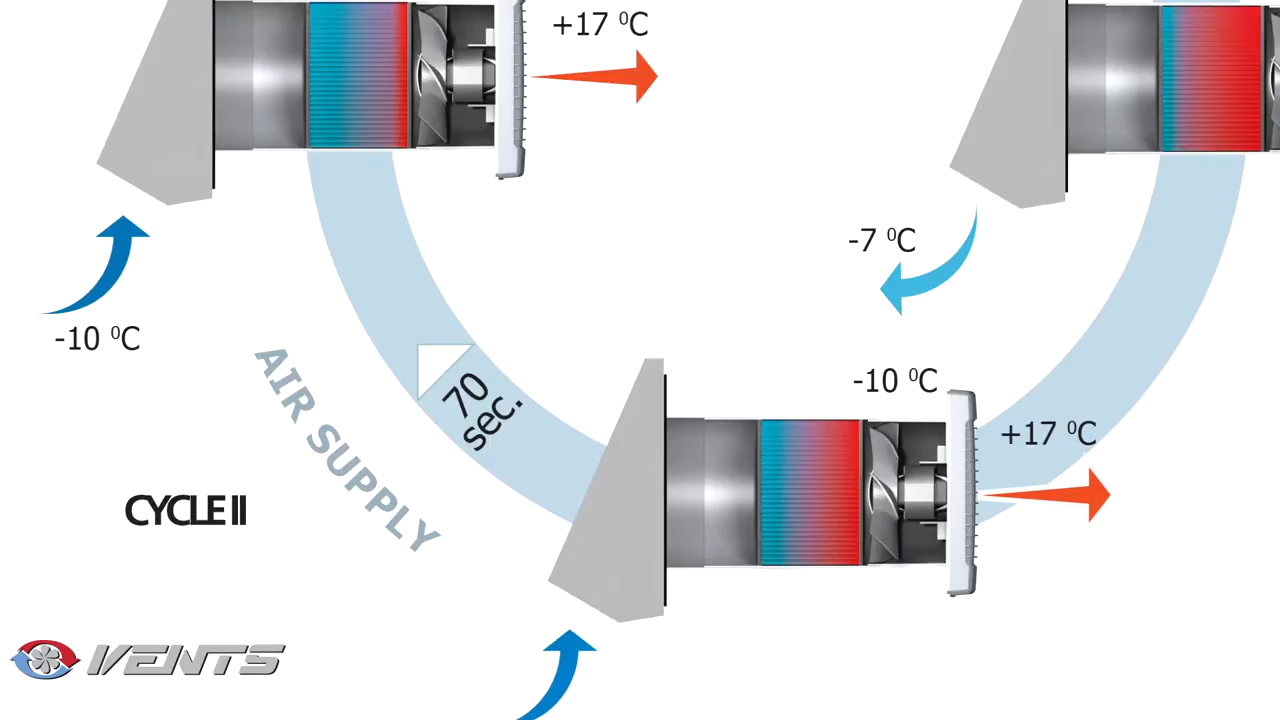 +17 ⁰C
-7 ⁰C
-10 ⁰C
-10 ⁰C
+17 ⁰C
70
sec.
AIR SUPPLY
CYCLE II
VENTS